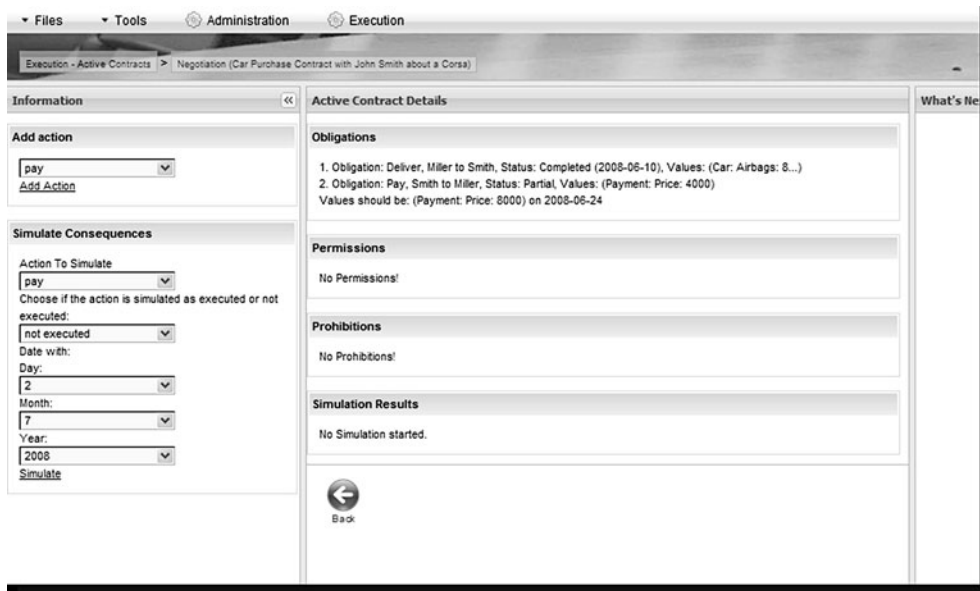 Files Tools Administration Execution
Execution - Active Contracts > Negotiation (Car Purchase Contract with John Smith about a Corsa)
Information
Add action
pay
Add Action
Simulate Consequences
Action To Simulate
pay
Choose if the action is simulated as executed or not
executed:
not executed
Date with:
Day:
2
Month:
7
Year:
2008
Simulate
Active Contract Details
Obligations
1. Obligation: Deliver, Miller to Smith, Status: Completed (2008-06-10), Values: (Car: Airbags: 8...)
2. Obligation: Pay, Smith to Miller, Status: Partial, Values: (Payment: Price: 4000)
Values should be: (Payment: Price: 8000) on 2008-06-24
Permissions
No Permissions!
Prohibitions
No Prohibitions!
Simulation Results
No Simulation started.
Back
What's Ne